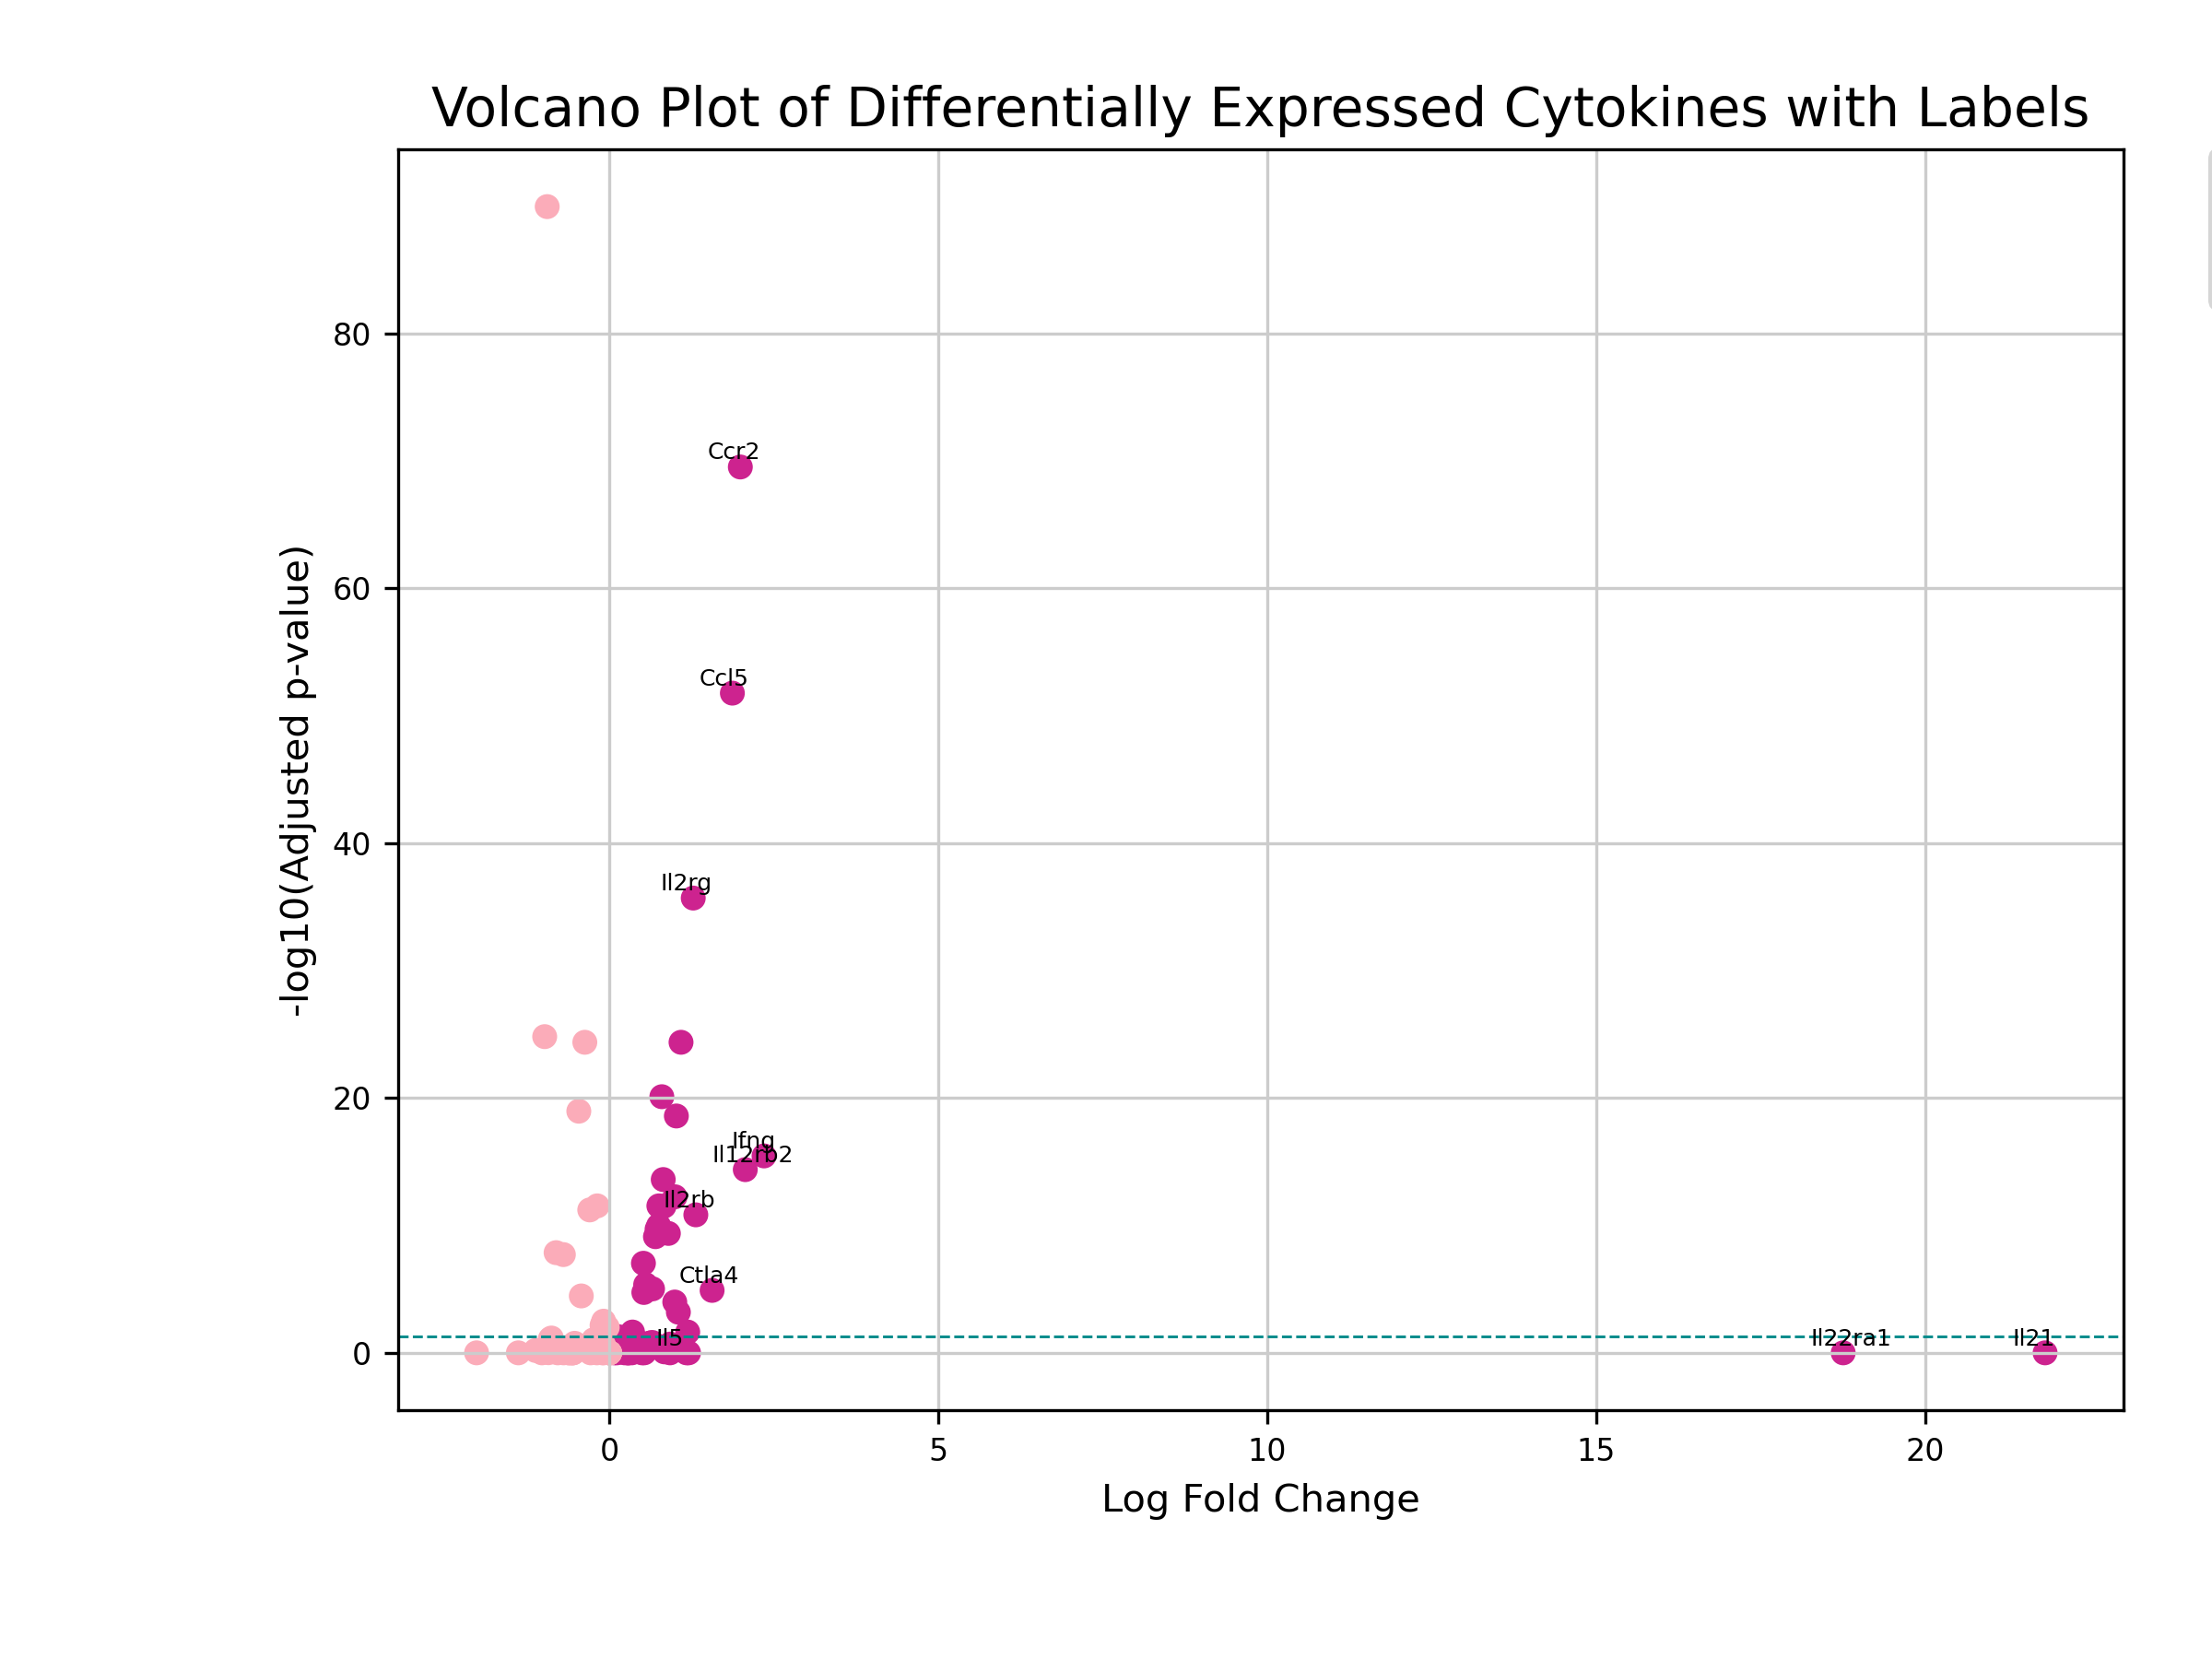 Volcano Plot of Differentially Expressed Cytokines with Labels
-log10(Adjusted p-value)
80
60
40
20
0
Ccr2
Ccl5
Il2rg
Ifng
Il12rb2
Il2rb
Ctla4
Il5
Il22ra1
Il21
0
5
10
15
20
Log Fold Change